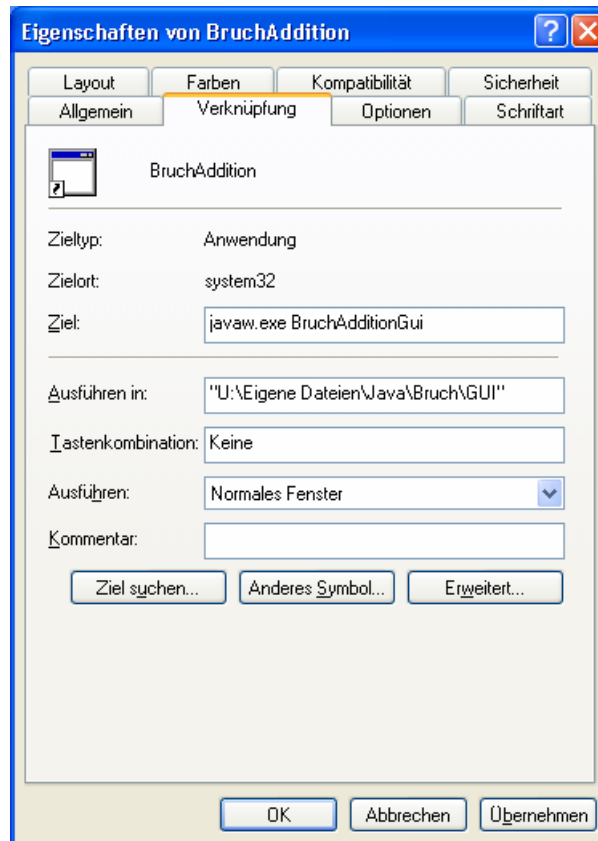 Eigenschaften von BruchAddition
Layout Farben Kompatibilität Sicherheit
Allgemein Verknüpfung Optionen Schriftart
BruchAddition
Zieltyp: Anwendung
Zielort: system32
Ziel: javaw.exe BruchAdditionGui
Ausführen in: "U:\Eigene Dateien\Java\Bruch\GUI"
Tastenkombination: Keine
Ausführen: Normales Fenster
Kommentar:
Ziel suchen... Anderes Symbol... Erweitert...
OK Abbrechen Übernehmen